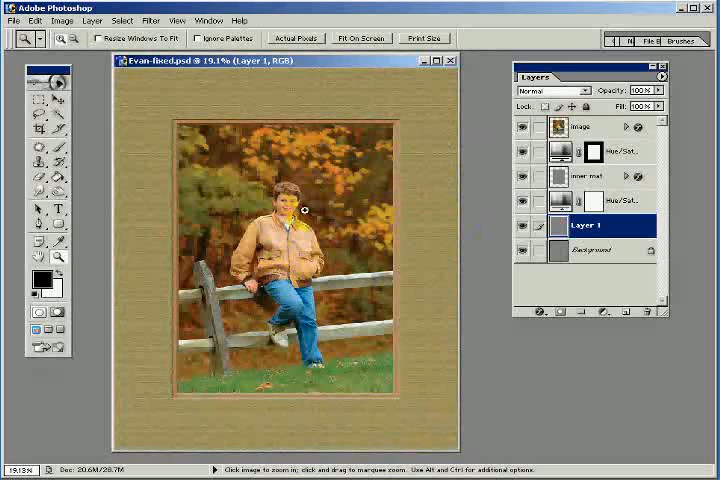 Adobe Photoshop
File Edit Image Layer Select Filter View Window Help
Resize Windows To Fit Ignore Palettes Actual Pixels Fit On Screen Print Size File B Brushes
Evan-fixed.psd @ 19.1% (Layer 1, RGB)
Layers
Normal Opacity: 100%
Lock: Fill: 100%
image
Hue/Sat...
inner mat
Hue/Sat...
Layer 1
Background
T
19.13% Doc: 20.6M/28.7M Click image to zoom in; click and drag to marquee zoom. Use Alt and Ctrl for additional options.